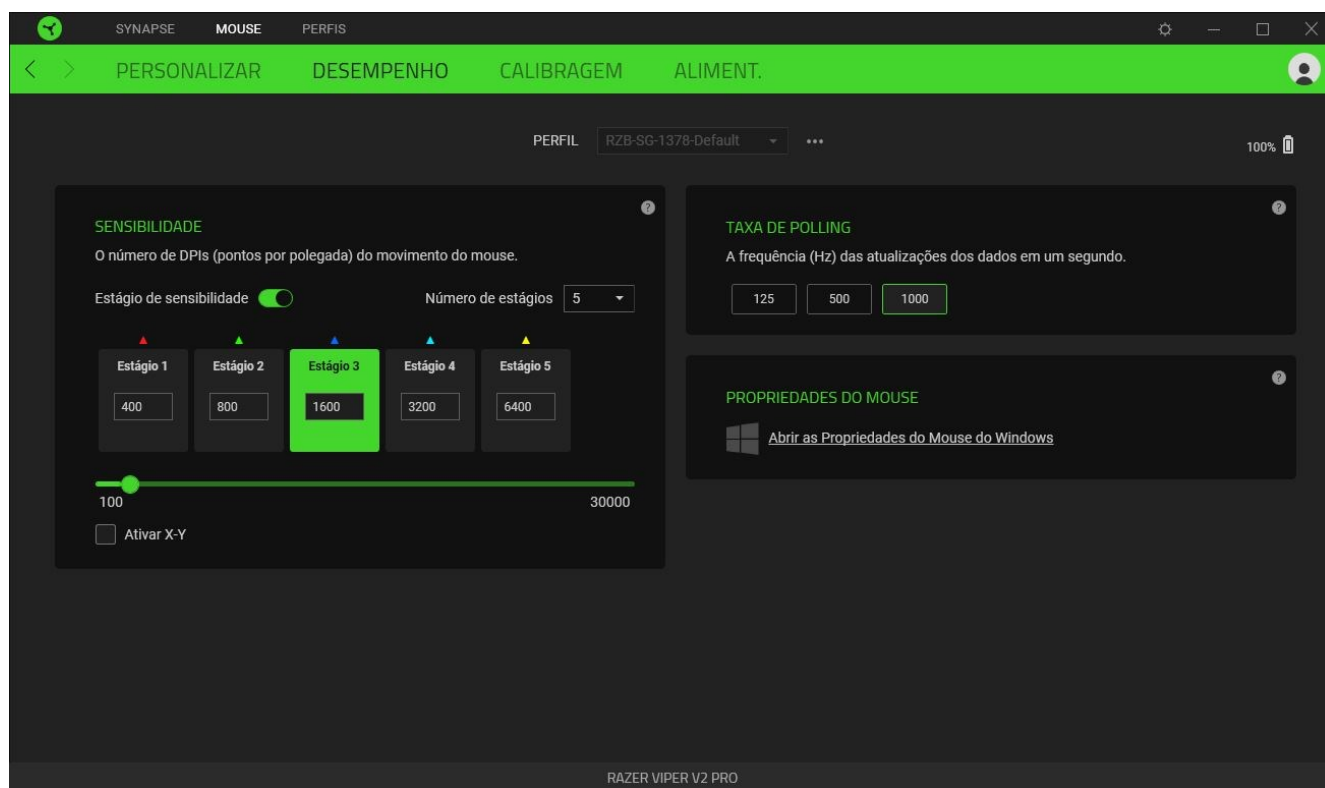 SYNAPSE MOUSE PERFIS
PERSONALIZAR DESEMPENHO CALIBRAGEM ALIMENT.
PERFIL RZB-SG-1378-Default
100%
SENSIBILIDADE
O número de DPIs (pontos por polegada) do movimento do mouse.
Estágio de sensibilidade Número de estágios 5
Estágio 1 Estágio 2 Estágio 3 Estágio 4 Estágio 5
400 800 1600 3200 6400
100 30000
Ativar X-Y
TAXA DE POLLING
A frequência (Hz) das atualizações dos dados em um segundo.
125 500 1000
PROPRIEDADES DO MOUSE
Abrir as Propriedades do Mouse do Windows
RAZER VIPER V2 PRO